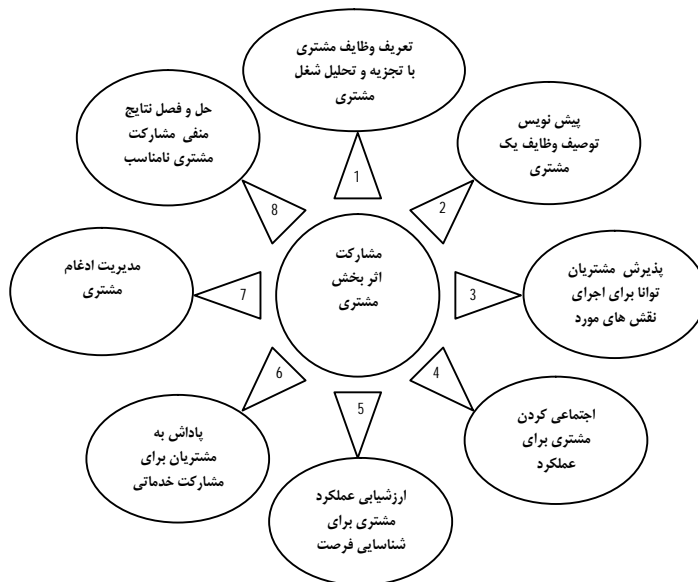 تعریف وظایف مشتری
با تجزیه و تحلیل شغل
مشتری
1
پیش نویس
توصیف وظایف یک
مشتری
2
پذیرش مشتریان
توانا برای اجرای
نقش های مورد
3
اجتماعی کردن
مشتری برای
عملکرد
4
ارزشیابی عملکرد
مشتری برای
شناسایی فرصت
5
پاداش به
مشتریان برای
مشارکت خدماتی
6
مدیریت ادغام
مشتری
7
حل و فصل نتایج
منفی مشارکت
مشتری نامناسب
8
مشارکت
اثر بخش
مشتری